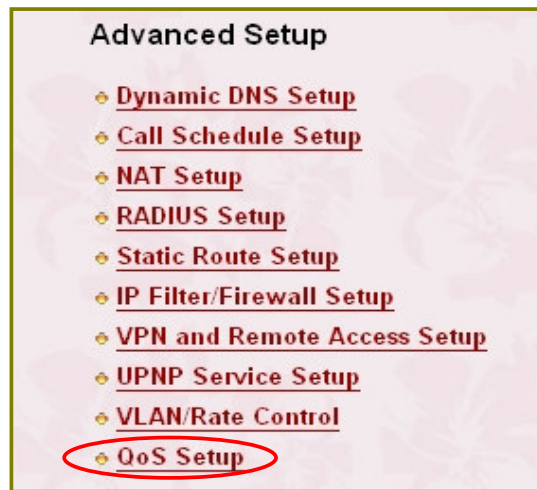 Advanced Setup
Dynamic DNS Setup
Call Schedule Setup
NAT Setup
RADIUS Setup
Static Route Setup
IP Filter/Firewall Setup
VPN and Remote Access Setup
UPNP Service Setup
VLAN/Rate Control
QoS Setup